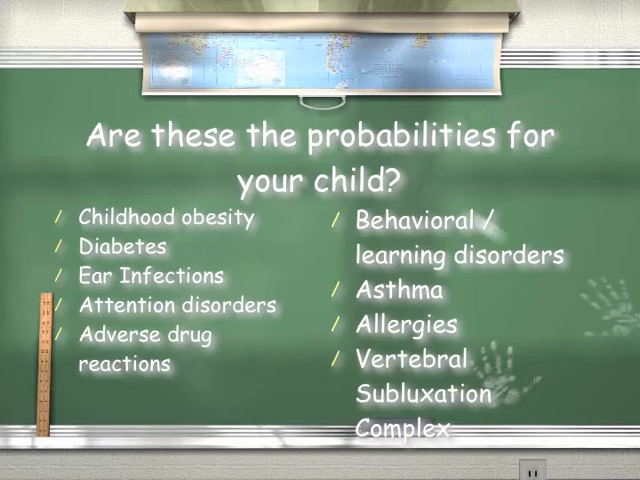 Are these the probabilities for
your child?
Childhood obesity
Diabetes
Ear Infections
Attention disorders
Adverse drug
reactions
Behavioral /
learning disorders
Asthma
Allergies
Vertebral
Subluxation
Complex